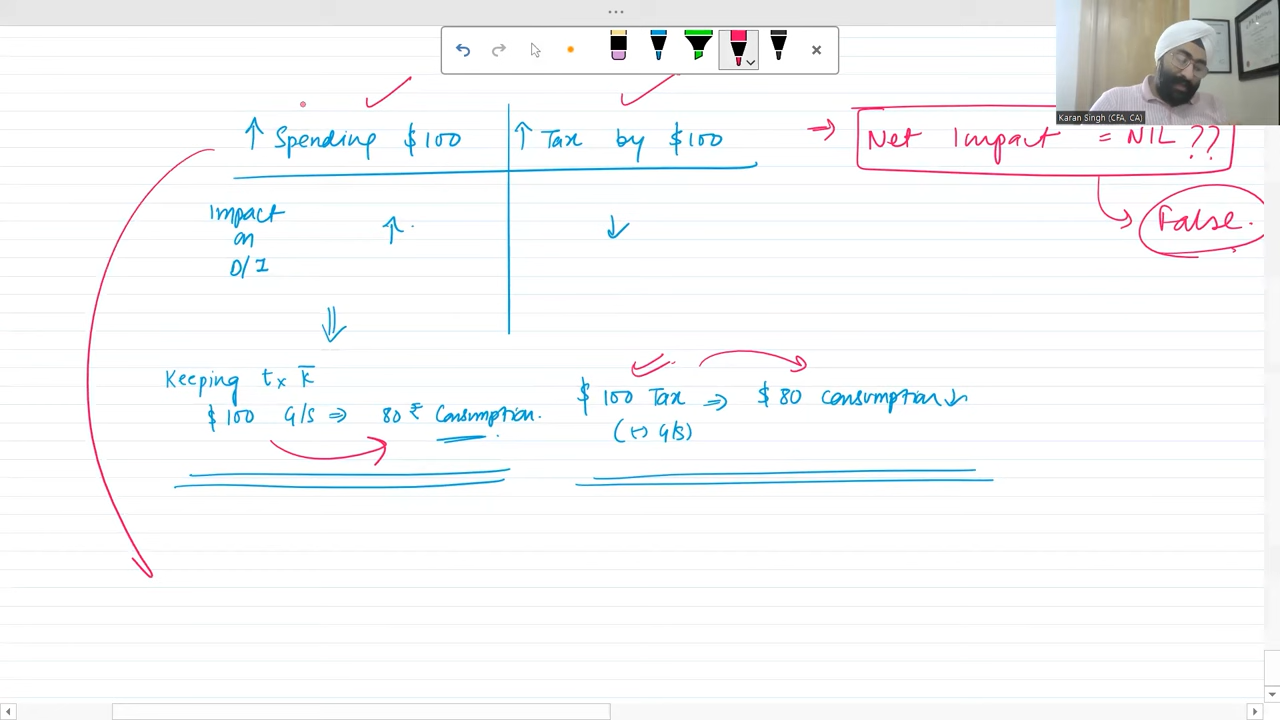 ↑ Spending $100 ↑ Tax by $100 ⇒ Net Impact = NIL ??
False.
Impact ↑ ↓
on
D/I
Keeping tx k̄
$100 G/S ⇒ 80 ₹ Consumption.
$100 Tax ⇒ $80 consumption↓
(-) G/S)
Karan Singh (CFA, CA)